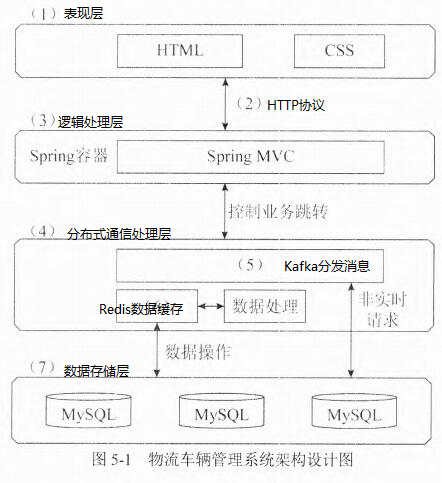 （1）表现层
HTML CSS
（2）HTTP协议
（3）逻辑处理层
Spring容器 Spring MVC
控制业务跳转
（4）分布式通信处理层
（5）Kafka分发消息
Redis数据缓存 数据处理 非实时
请求
数据操作
（7）数据存储层
MySQL MySQL MySQL
图 5-1 物流车辆管理系统架构设计图